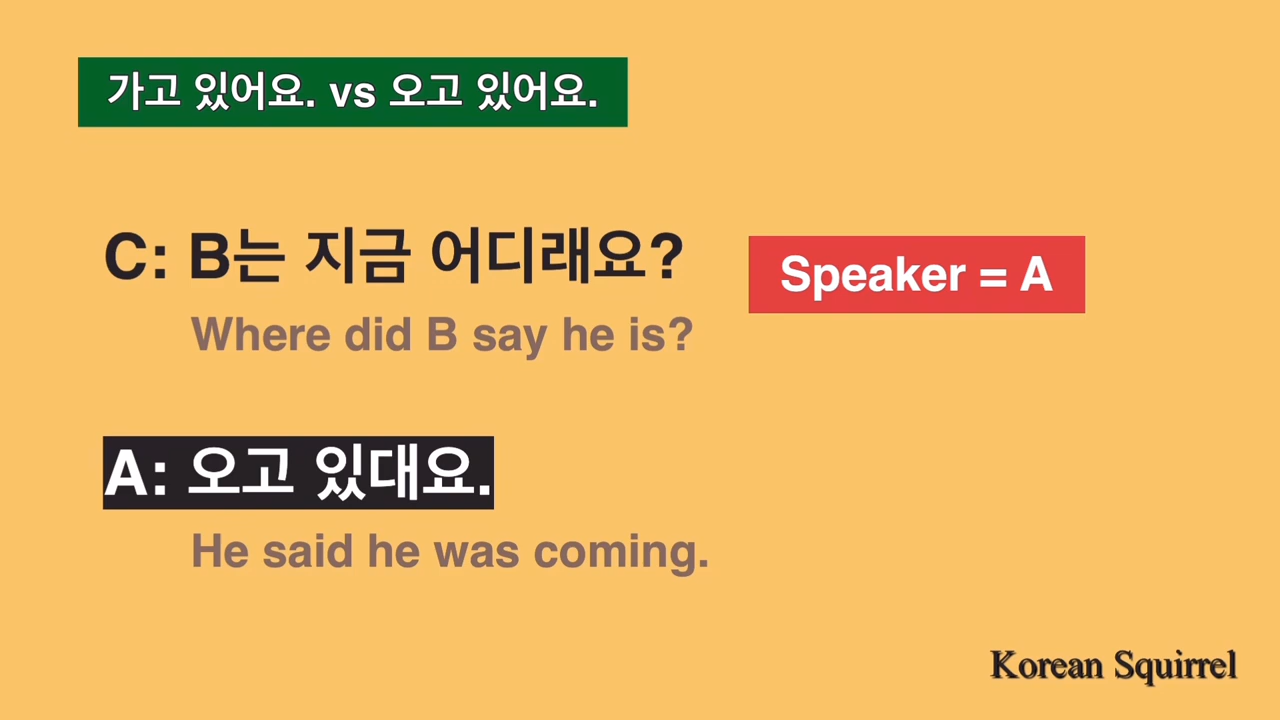 가고 있어요. vs 오고 있어요.
C: B는 지금 어디래요?
Speaker = A
Where did B say he is?
A: 오고 있대요.
He said he was coming.
Korean Squirrel